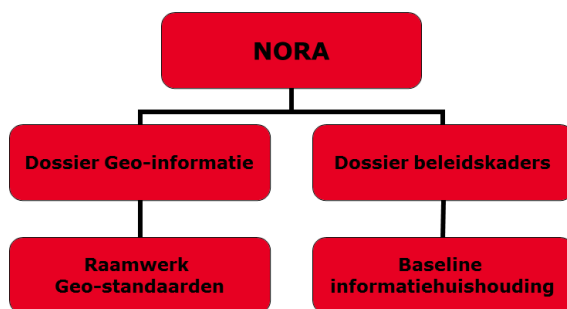 NORA
Dossier Geo-informatie
Dossier beleidskaders
Raamwerk
Geo-standaarden
Baseline
informatiehuishouding